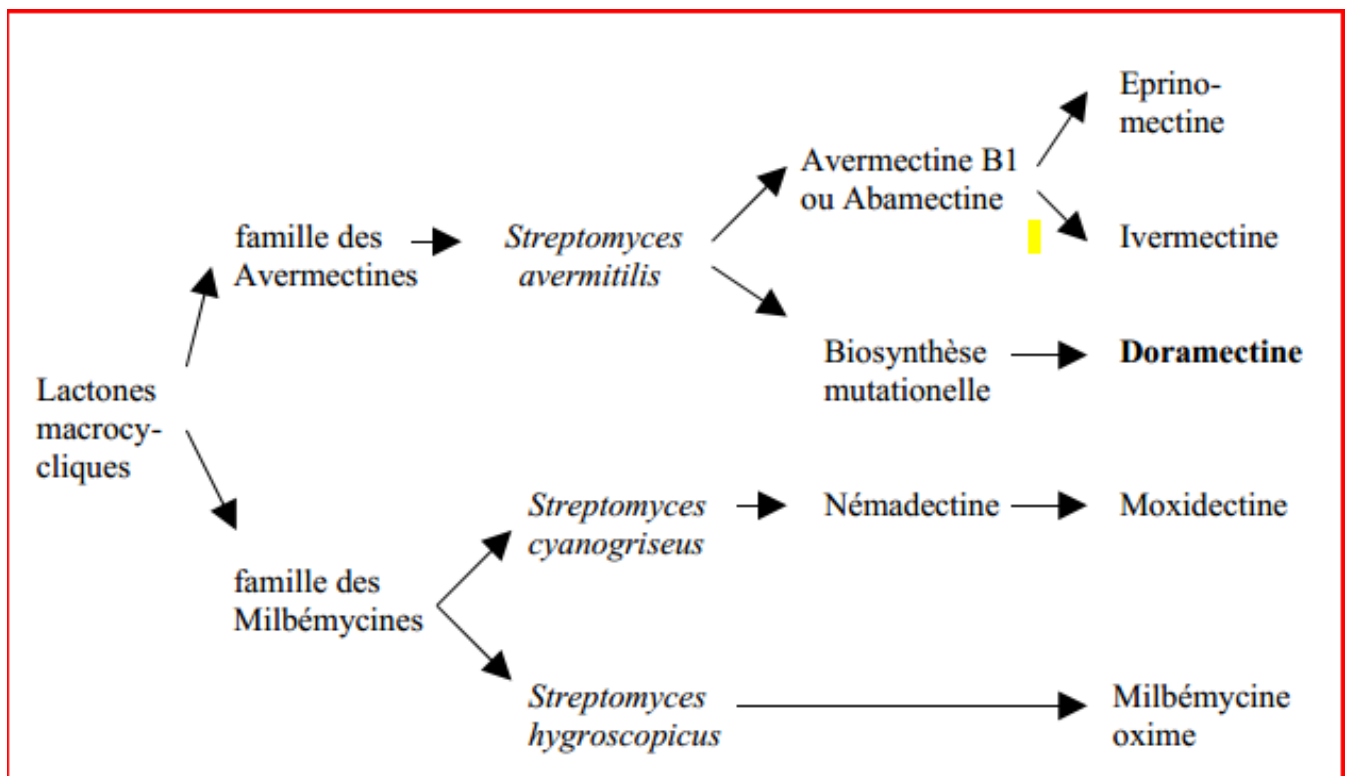 Eprino-
mectine
Avermectine B1
ou Abamectine
famille des
Avermectines
Streptomyces
avermitilis
Ivermectine
Biosynthèse
mutationelle
Doramectine
Lactones
macrocy-
cliques
Streptomyces
cyanogriseus
Némadectine
Moxidectine
famille des
Milbémycines
Streptomyces
hygroscopicus
Milbémycine
oxime